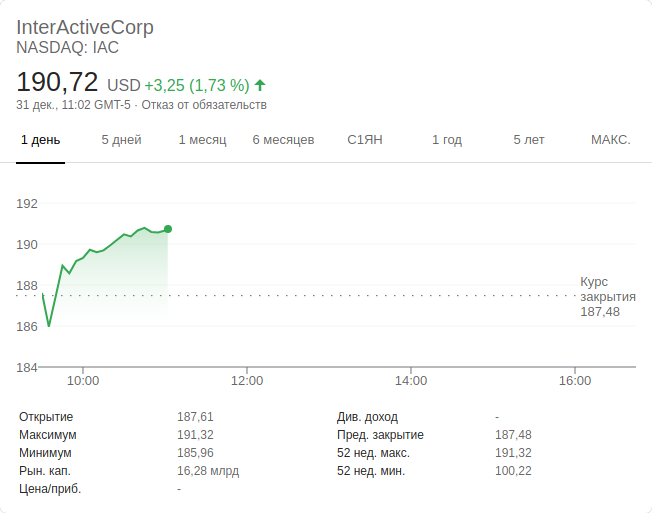 InterActiveCorp
NASDAQ: IAC
190,72 USD +3,25 (1,73 %) ↑
31 дек., 11:02 GMT-5 · Отказ от обязательств
1 день 5 дней 1 месяц 6 месяцев С1ЯН 1 год 5 лет МАКС.
192
190
188
186
184
Курс
закрытия
187,48
10:00 12:00 14:00 16:00
Открытие 187,61 Див. доход -
Максимум 191,32 Пред. закрытие 187,48
Минимум 185,96 52 нед. макс. 191,32
Рын. кап. 16,28 млрд 52 нед. мин. 100,22
Цена/приб. -